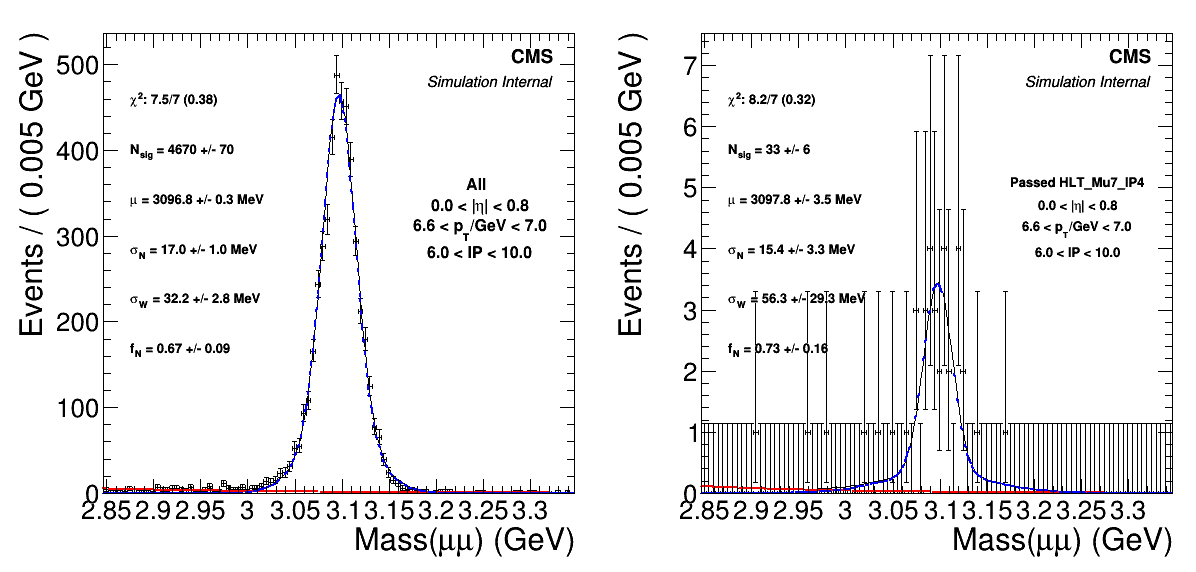 CMS
Simulation Internal
χ²: 7.5/7 (0.38)
N_sig = 4670 +/- 70
μ = 3096.8 +/- 0.3 MeV
σ_N = 17.0 +/- 1.0 MeV
σ_W = 32.2 +/- 2.8 MeV
f_N = 0.67 +/- 0.09
All
0.0 < |η| < 0.8
6.6 < p_T/GeV < 7.0
6.0 < IP < 10.0
Events / ( 0.005 GeV )
500
400
300
200
100
0
2.85 2.9 2.95 3 3.05 3.1 3.15 3.2 3.25 3.3
Mass(μμ) (GeV)
CMS
Simulation Internal
χ²: 8.2/7 (0.32)
N_sig = 33 +/- 6
μ = 3097.8 +/- 3.5 MeV
σ_N = 15.4 +/- 3.3 MeV
σ_W = 56.3 +/- 29.3 MeV
f_N = 0.73 +/- 0.16
Passed HLT_Mu7_IP4
0.0 < |η| < 0.8
6.6 < p_T/GeV < 7.0
6.0 < IP < 10.0
Events / ( 0.005 GeV )
7
6
5
4
3
2
1
0
2.85 2.9 2.95 3 3.05 3.1 3.15 3.2 3.25 3.3
Mass(μμ) (GeV)